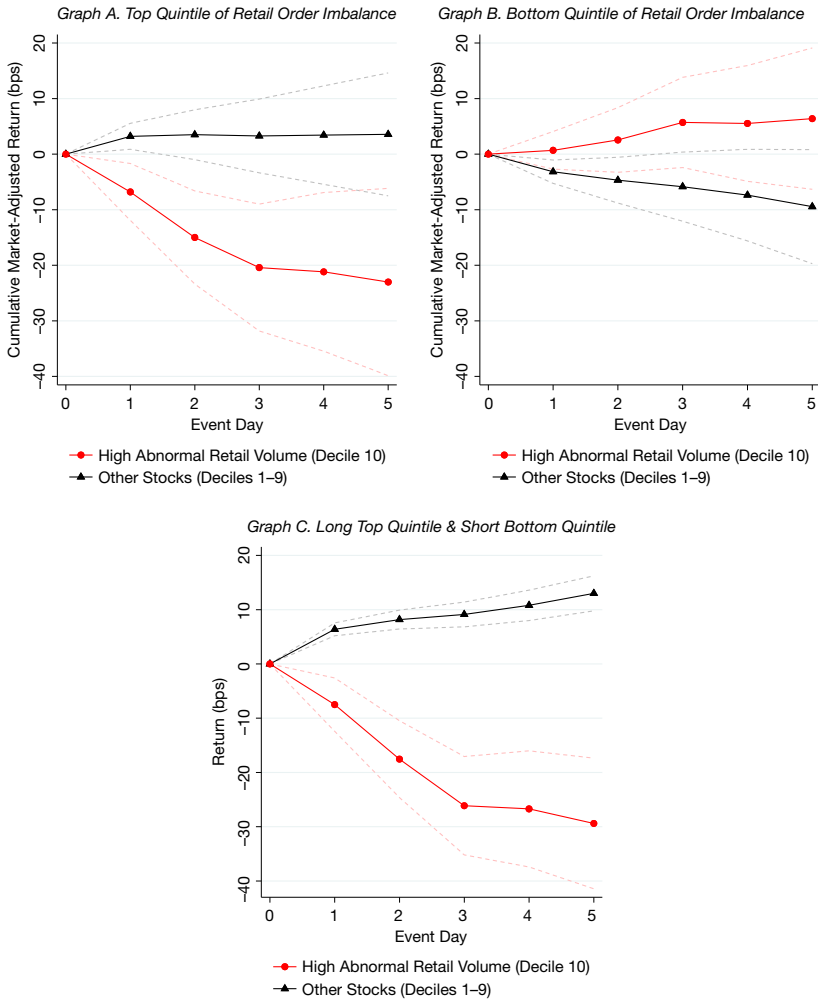 Graph A. Top Quintile of Retail Order Imbalance
Cumulative Market-Adjusted Return (bps)
20
10
0
−10
−20
−30
−40
0 1 2 3 4 5
Event Day
High Abnormal Retail Volume (Decile 10)
Other Stocks (Deciles 1–9)
Graph B. Bottom Quintile of Retail Order Imbalance
Cumulative Market-Adjusted Return (bps)
20
10
0
−10
−20
−30
−40
0 1 2 3 4 5
Event Day
High Abnormal Retail Volume (Decile 10)
Other Stocks (Deciles 1–9)
Graph C. Long Top Quintile & Short Bottom Quintile
Return (bps)
20
10
0
−10
−20
−30
−40
0 1 2 3 4 5
Event Day
High Abnormal Retail Volume (Decile 10)
Other Stocks (Deciles 1–9)